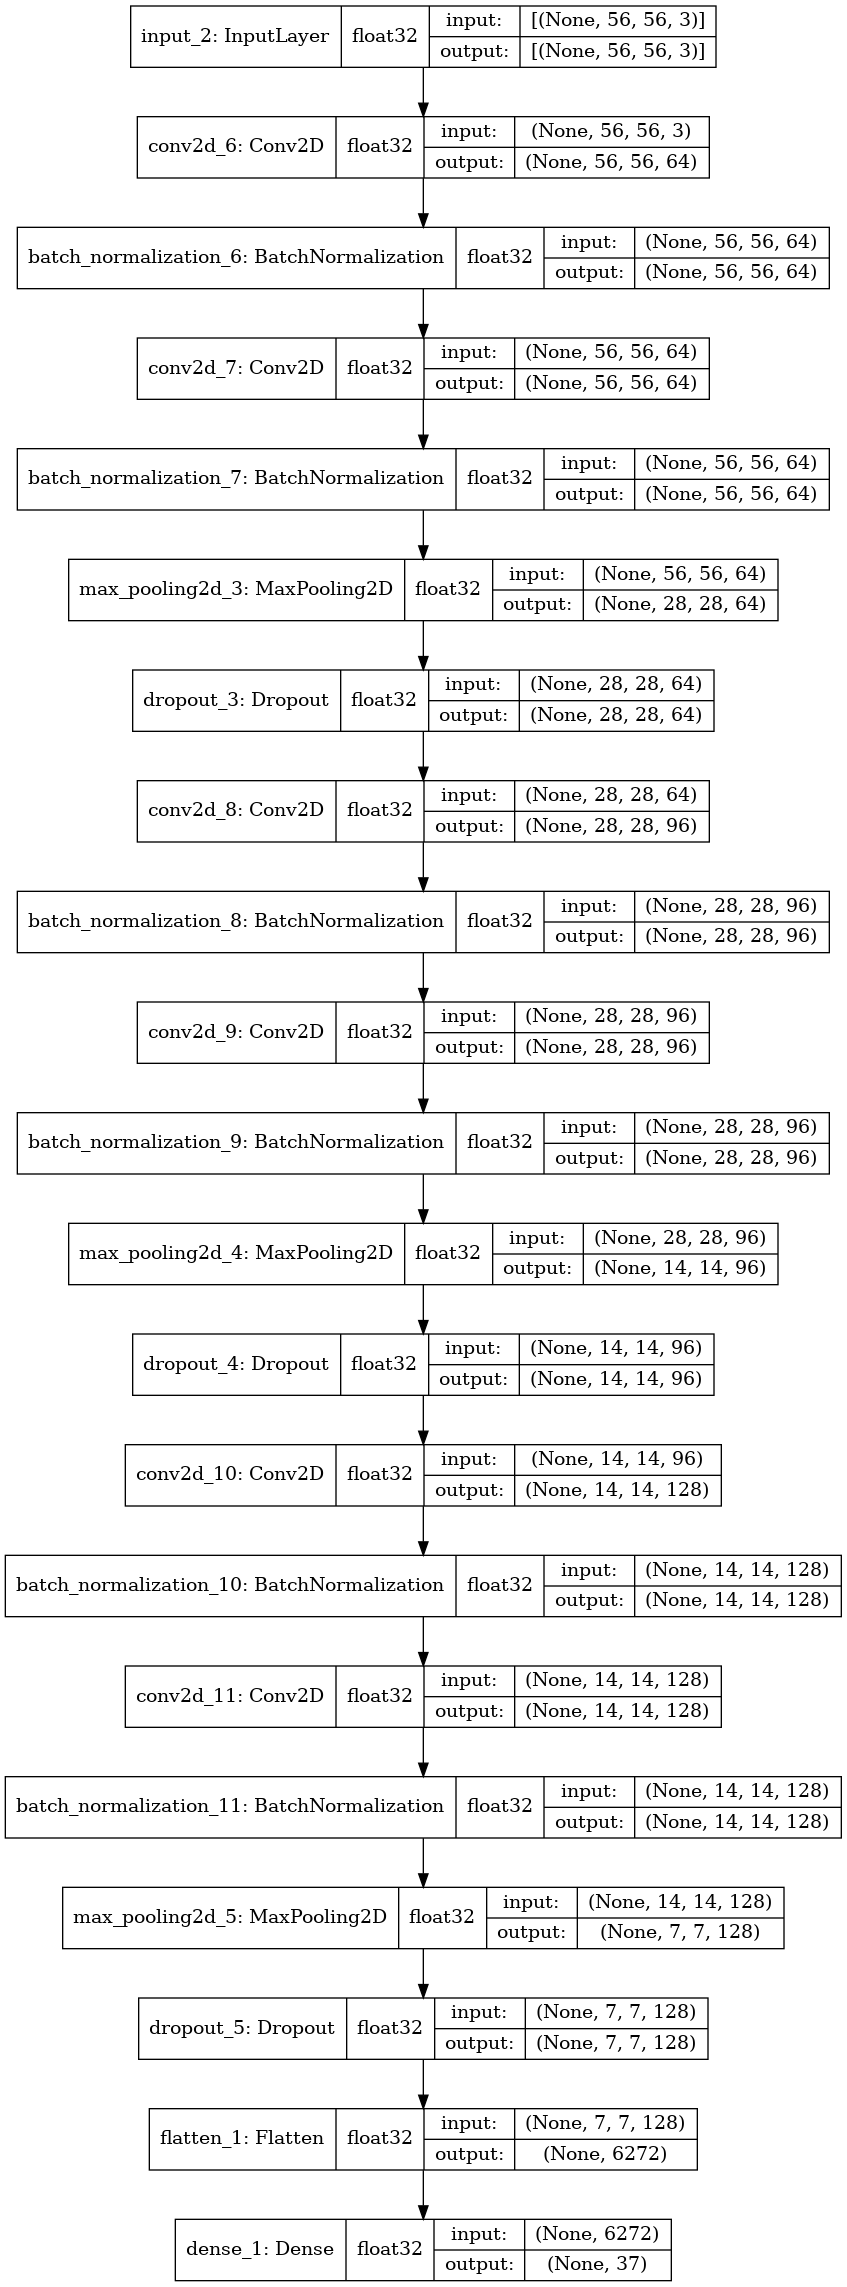 input_2: InputLayer float32 input: [(None, 56, 56, 3)]
output: [(None, 56, 56, 3)]
conv2d_6: Conv2D float32 input: (None, 56, 56, 3)
output: (None, 56, 56, 64)
batch_normalization_6: BatchNormalization float32 input: (None, 56, 56, 64)
output: (None, 56, 56, 64)
conv2d_7: Conv2D float32 input: (None, 56, 56, 64)
output: (None, 56, 56, 64)
batch_normalization_7: BatchNormalization float32 input: (None, 56, 56, 64)
output: (None, 56, 56, 64)
max_pooling2d_3: MaxPooling2D float32 input: (None, 56, 56, 64)
output: (None, 28, 28, 64)
dropout_3: Dropout float32 input: (None, 28, 28, 64)
output: (None, 28, 28, 64)
conv2d_8: Conv2D float32 input: (None, 28, 28, 64)
output: (None, 28, 28, 96)
batch_normalization_8: BatchNormalization float32 input: (None, 28, 28, 96)
output: (None, 28, 28, 96)
conv2d_9: Conv2D float32 input: (None, 28, 28, 96)
output: (None, 28, 28, 96)
batch_normalization_9: BatchNormalization float32 input: (None, 28, 28, 96)
output: (None, 28, 28, 96)
max_pooling2d_4: MaxPooling2D float32 input: (None, 28, 28, 96)
output: (None, 14, 14, 96)
dropout_4: Dropout float32 input: (None, 14, 14, 96)
output: (None, 14, 14, 96)
conv2d_10: Conv2D float32 input: (None, 14, 14, 96)
output: (None, 14, 14, 128)
batch_normalization_10: BatchNormalization float32 input: (None, 14, 14, 128)
output: (None, 14, 14, 128)
conv2d_11: Conv2D float32 input: (None, 14, 14, 128)
output: (None, 14, 14, 128)
batch_normalization_11: BatchNormalization float32 input: (None, 14, 14, 128)
output: (None, 14, 14, 128)
max_pooling2d_5: MaxPooling2D float32 input: (None, 14, 14, 128)
output: (None, 7, 7, 128)
dropout_5: Dropout float32 input: (None, 7, 7, 128)
output: (None, 7, 7, 128)
flatten_1: Flatten float32 input: (None, 7, 7, 128)
output: (None, 6272)
dense_1: Dense float32 input: (None, 6272)
output: (None, 37)